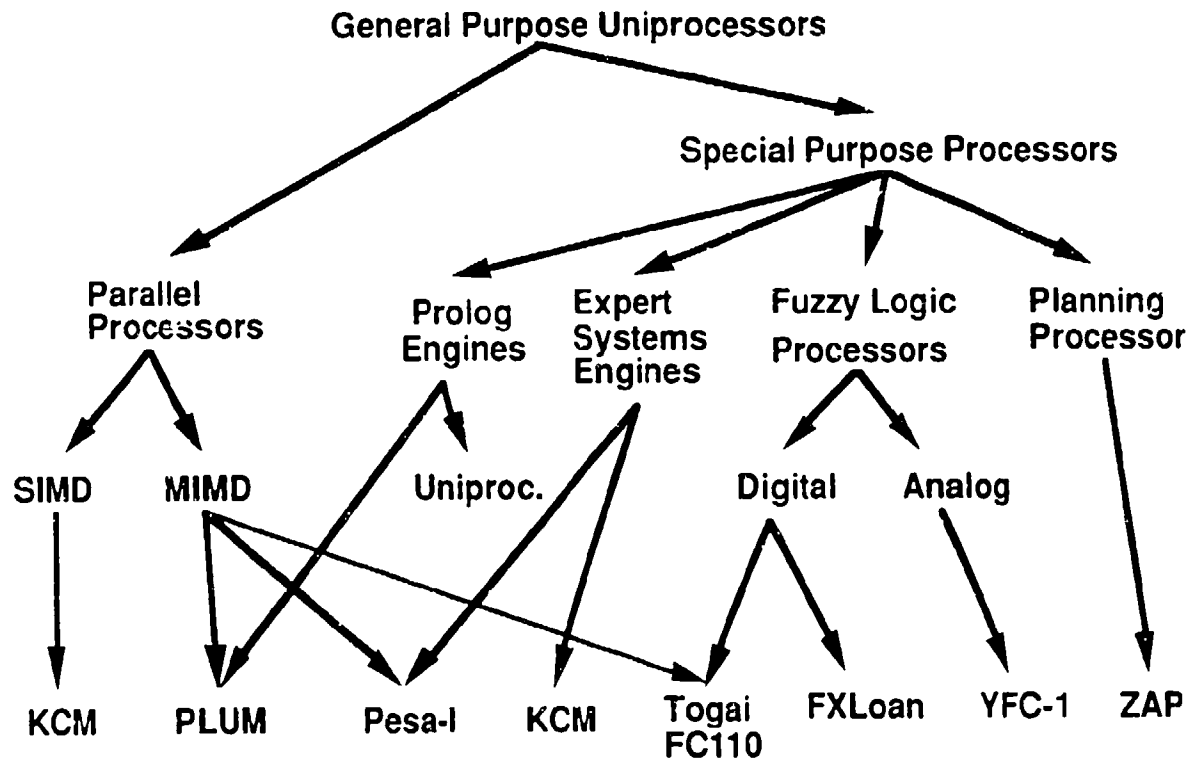 General Purpose Uniprocessors
Special Purpose Processors
Parallel
Processors
Prolog
Engines
Expert
Systems
Engines
Fuzzy Logic
Processors
Planning
Processor
SIMD
MIMD
Uniproc.
Digital
Analog
KCM
PLUM
Pesa-I
KCM
Togai
FC110
FXLoan
YFC-1
ZAP